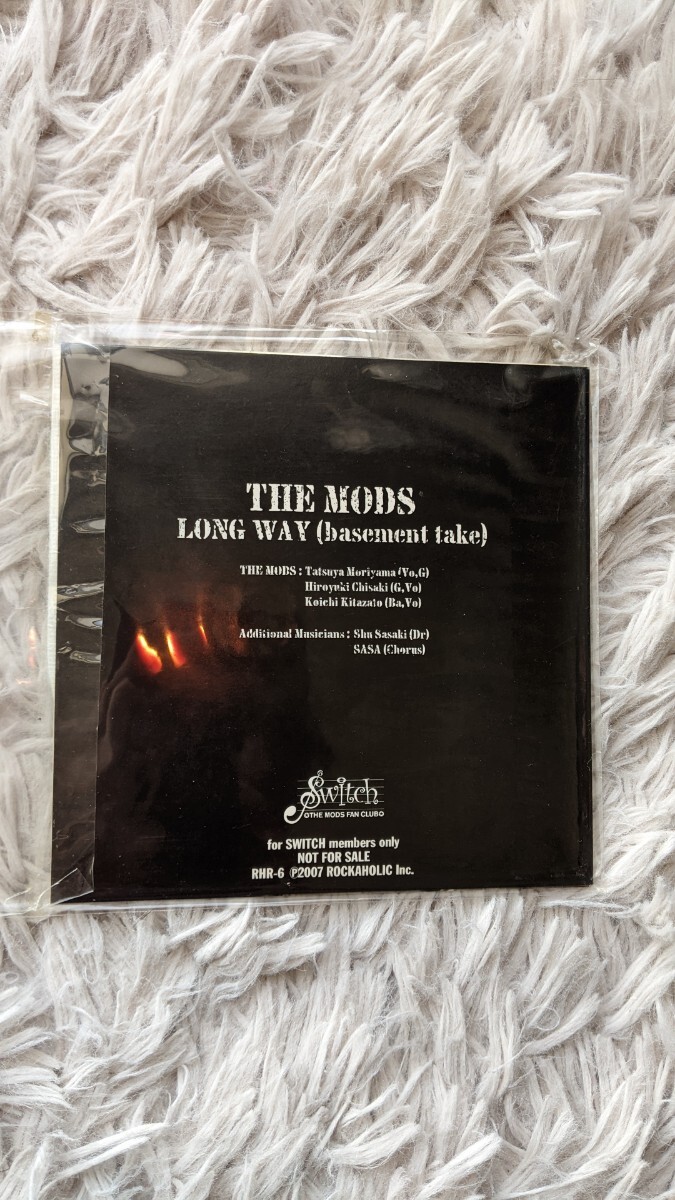 THE MODS
LONG WAY (basement take)
THE MODS : Tatsuya Moriyama (Vo,G)
Hiroyuki Chisaki (G,Vo)
Koichi Kitazato (Ba,Vo)
Additional Musicians : Shu Sasaki (Dr)
SASA (Chorus)
Switch
THE MODS FAN CLUB
for SWITCH members only
NOT FOR SALE
RHR-6 ℗2007 ROCKAHOLIC Inc.